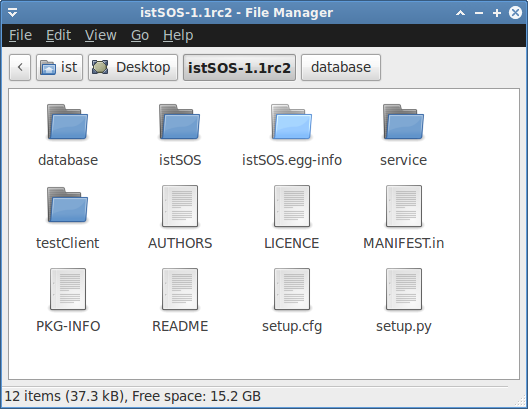 istSOS-1.1rc2 - File Manager
File Edit View Go Help
ist Desktop istSOS-1.1rc2 database
database istSOS istSOS.egg-info service
testClient AUTHORS LICENCE MANIFEST.in
PKG-INFO README setup.cfg setup.py
12 items (37.3 kB), Free space: 15.2 GB